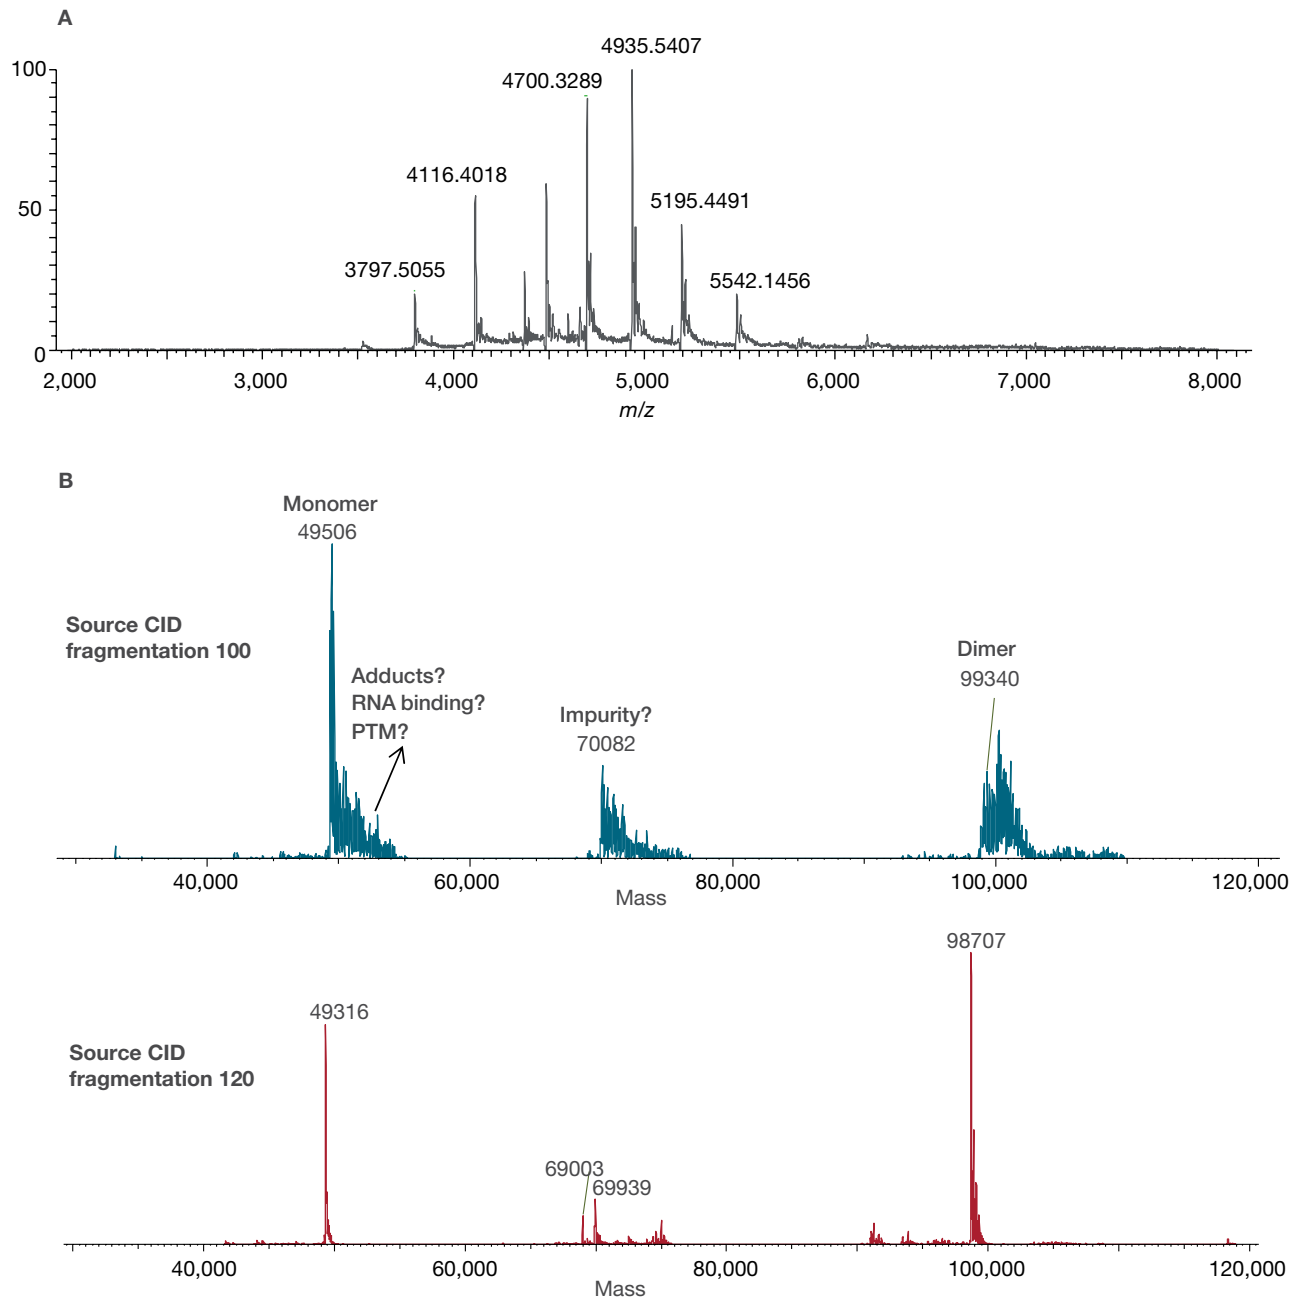 A
4935.5407
100
4700.3289
4116.4018
5195.4491
50
3797.5055
5542.1456
0
2,000 3,000 4,000 5,000 6,000 7,000 8,000
m/z
B
Monomer
49506
Source CID
fragmentation 100
Adducts?
RNA binding?
PTM?
Impurity?
70082
Dimer
99340
40,000 60,000 80,000 100,000 120,000
Mass
98707
49316
Source CID
fragmentation 120
69003
69939
40,000 60,000 80,000 100,000 120,000
Mass